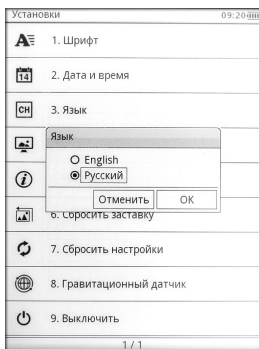 Установки 09:20
1. Шрифт
14 2. Дата и время
CH 3. Язык
Язык
English
Русский
Отменить OK
6. Сбросить заставку
7. Сбросить настройки
8. Гравитационный датчик
9. Выключить
1 / 1